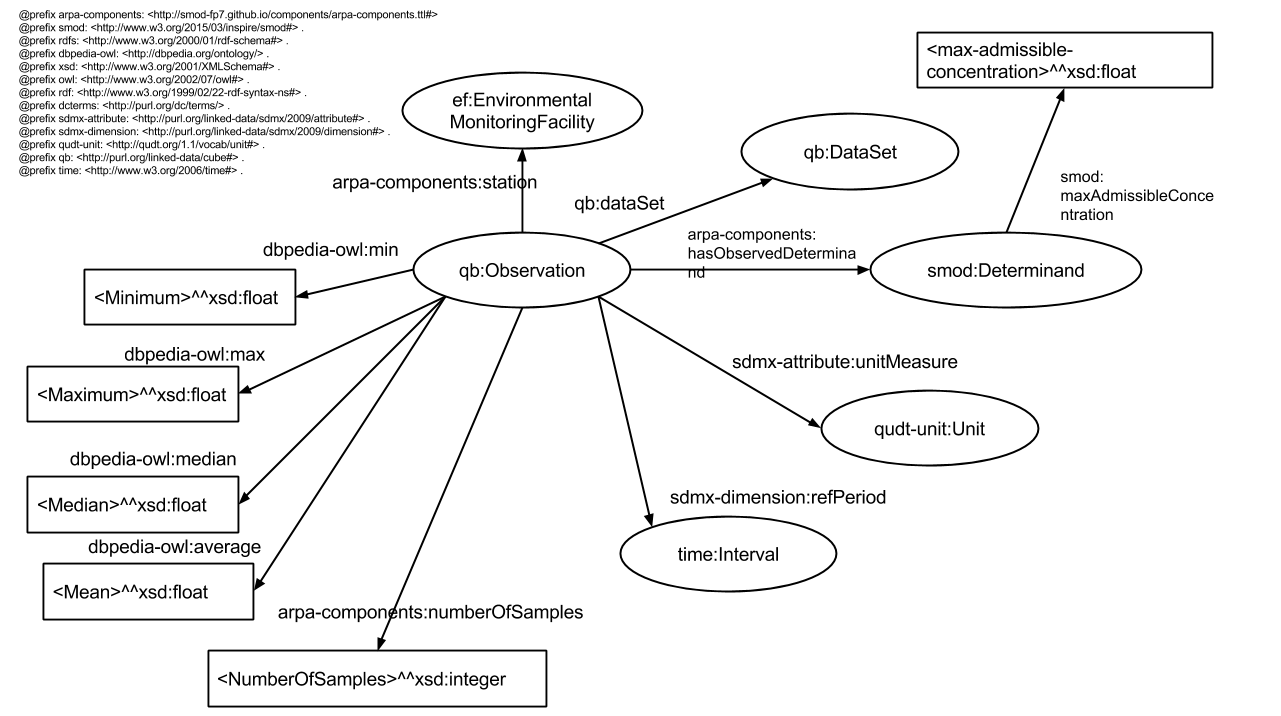 @prefix arpa-components: <http://smod-fp7.github.io/components/arpa-components.ttl#>
@prefix smod: <http://www.w3.org/2015/03/inspire/smod#> .
@prefix rdfs: <http://www.w3.org/2000/01/rdf-schema#> .
@prefix dbpedia-owl: <http://dbpedia.org/ontology/> .
@prefix xsd: <http://www.w3.org/2001/XMLSchema#> .
@prefix owl: <http://www.w3.org/2002/07/owl#> .
@prefix rdf: <http://www.w3.org/1999/02/22-rdf-syntax-ns#> .
@prefix dcterms: <http://purl.org/dc/terms/> .
@prefix sdmx-attribute: <http://purl.org/linked-data/sdmx/2009/attribute#> .
@prefix sdmx-dimension: <http://purl.org/linked-data/sdmx/2009/dimension#> .
@prefix qudt-unit: <http://qudt.org/1.1/vocab/unit#> .
@prefix qb: <http://purl.org/linked-data/cube#> .
@prefix time: <http://www.w3.org/2006/time#> .
<max-admissible-
concentration>^^xsd:float
ef:Environmental
MonitoringFacility
qb:DataSet
arpa-components:station
smod:
maxAdmissibleConce
ntration
qb:dataSet
arpa-components:
hasObservedDetermina
nd
dbpedia-owl:min
qb:Observation
smod:Determinand
<Minimum>^^xsd:float
dbpedia-owl:max
sdmx-attribute:unitMeasure
<Maximum>^^xsd:float
qudt-unit:Unit
dbpedia-owl:median
sdmx-dimension:refPeriod
<Median>^^xsd:float
dbpedia-owl:average
time:Interval
<Mean>^^xsd:float
arpa-components:numberOfSamples
<NumberOfSamples>^^xsd:integer